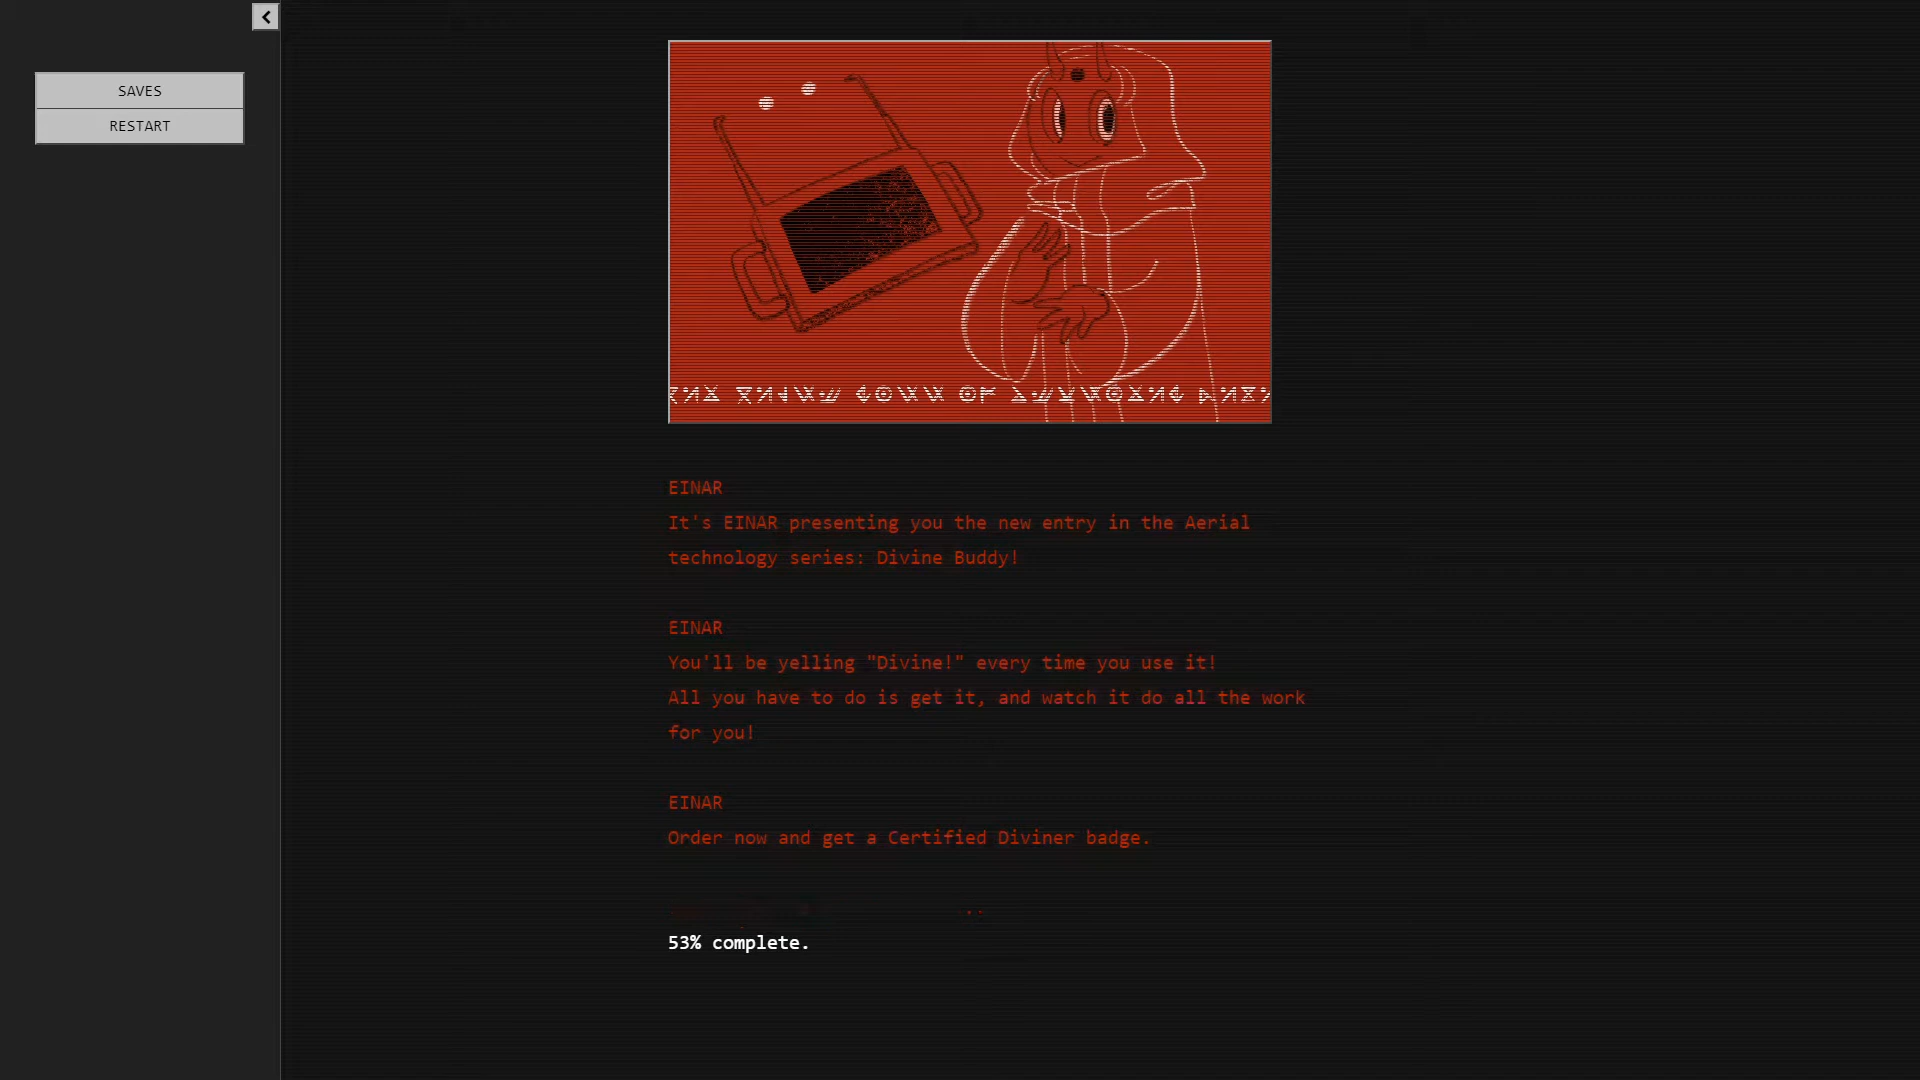 SAVES
RESTART
EINAR
It's EINAR presenting you the new entry in the Aerial
technology series: Divine Buddy!
EINAR
You'll be yelling "Divine!" every time you use it!
All you have to do is get it, and watch it do all the work
for you!
EINAR
Order now and get a Certified Diviner badge.
53% complete.